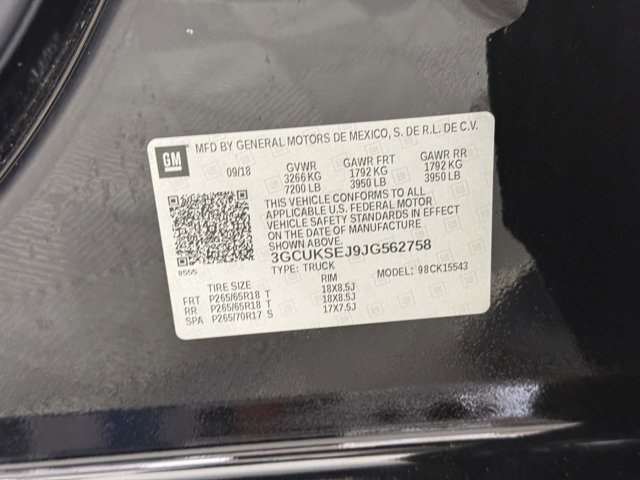 MFD BY GENERAL MOTORS DE MEXICO, S. DE R.L. DE C.V.
GM
09/18 GVWR GAWR FRT GAWR RR
3266 KG 1792 KG 1792 KG
7200 LB 3950 LB 3950 LB
THIS VEHICLE CONFORMS TO ALL
APPLICABLE U.S. FEDERAL MOTOR
VEHICLE SAFETY STANDARDS IN EFFECT
ON THE DATE OF MANUFACTURE
SHOWN ABOVE.
3GCUKSEJ9JG562758
8555 TYPE: TRUCK MODEL: 98CK15543
TIRE SIZE RIM
FRT P265/65R18 T 18X8.5J
RR P265/65R18 T 18X8.5J
SPA P265/70R17 S 17X7.5J